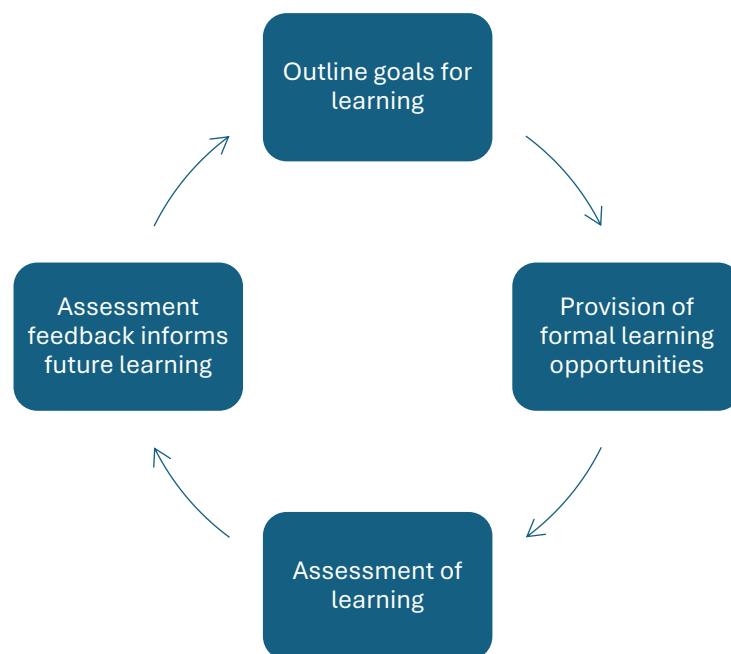 Outline goals for
learning
Provision of
formal learning
opportunities
Assessment of
learning
Assessment
feedback informs
future learning